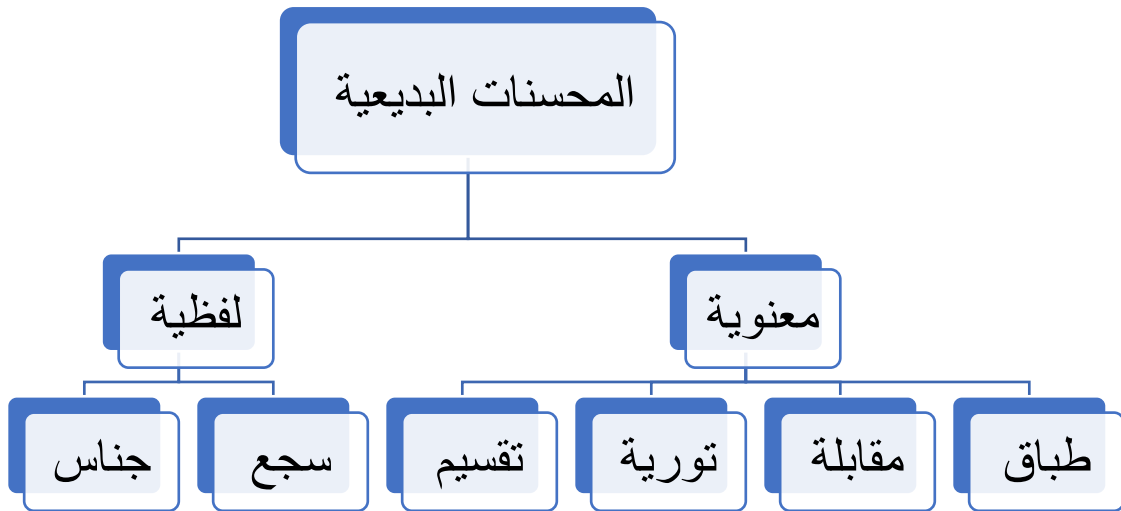 المحسنات البديعية
معنوية
لفظية
طباق
مقابلة
تورية
تقسيم
سجع
جناس